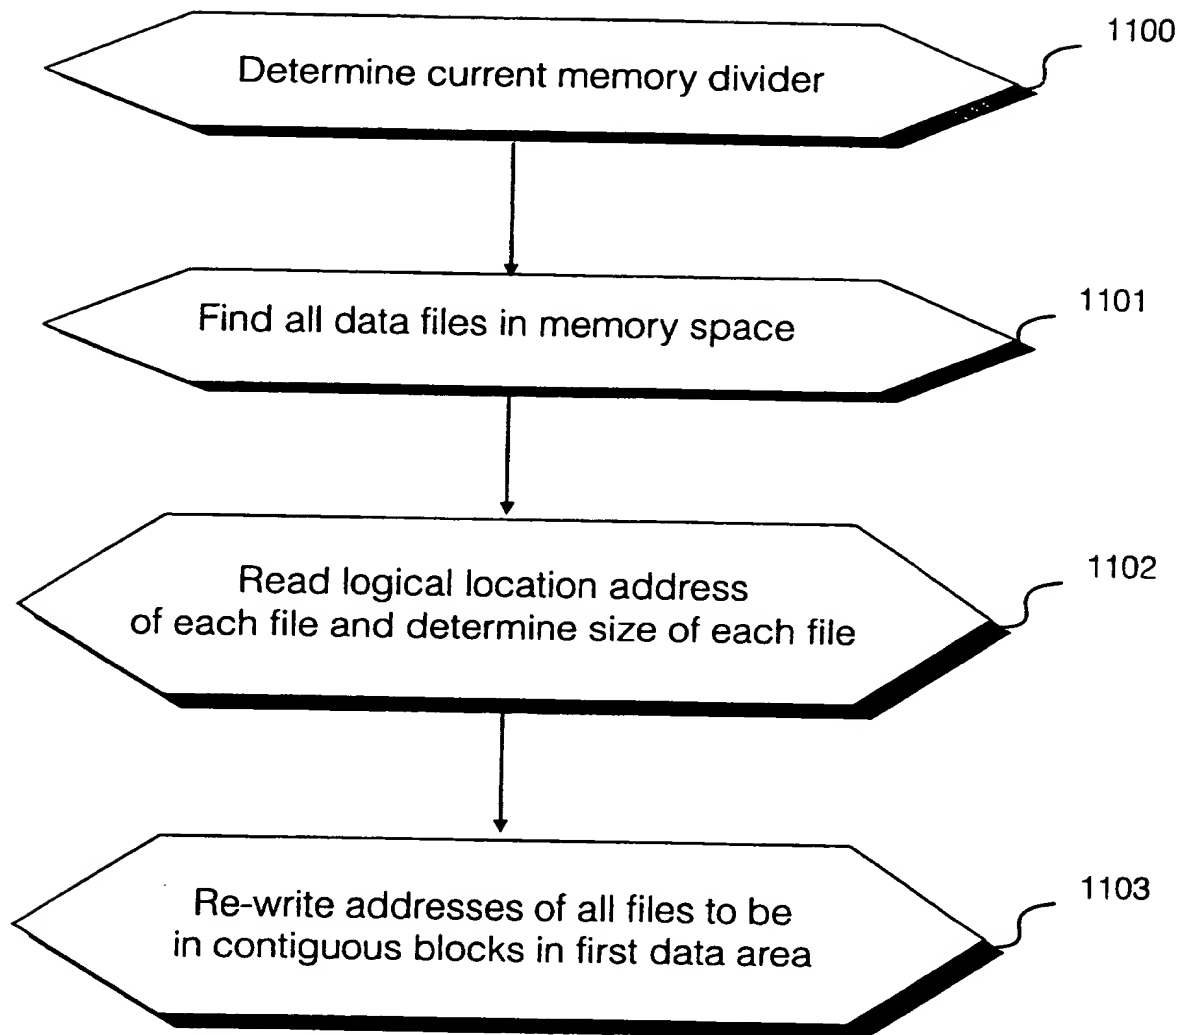 1100
Determine current memory divider
1101
Find all data files in memory space
1102
Read logical location address
of each file and determine size of each file
1103
Re-write addresses of all files to be
in contiguous blocks in first data area